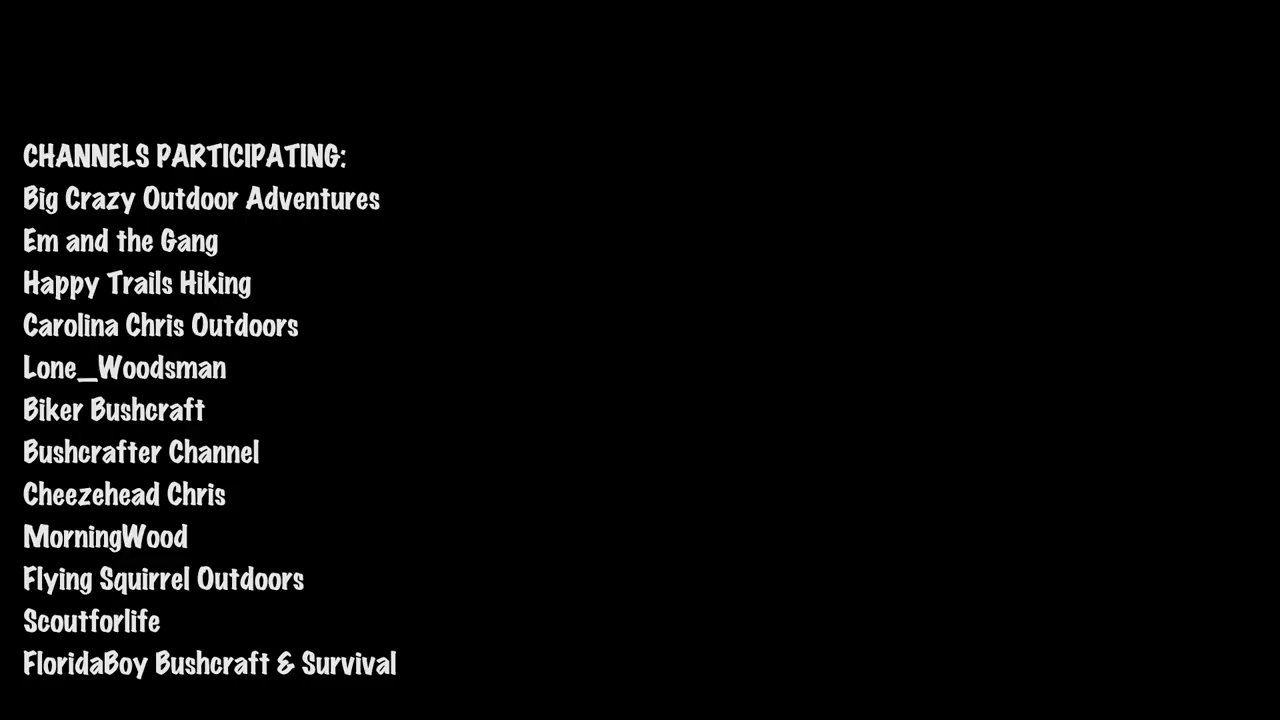 CHANNELS PARTICIPATING:
Big Crazy Outdoor Adventures
Em and the Gang
Happy Trails Hiking
Carolina Chris Outdoors
Lone_Woodsman
Biker Bushcraft
Bushcrafter Channel
Cheezehead Chris
MorningWood
Flying Squirrel Outdoors
Scoutforlife
FloridaBoy Bushcraft & Survival